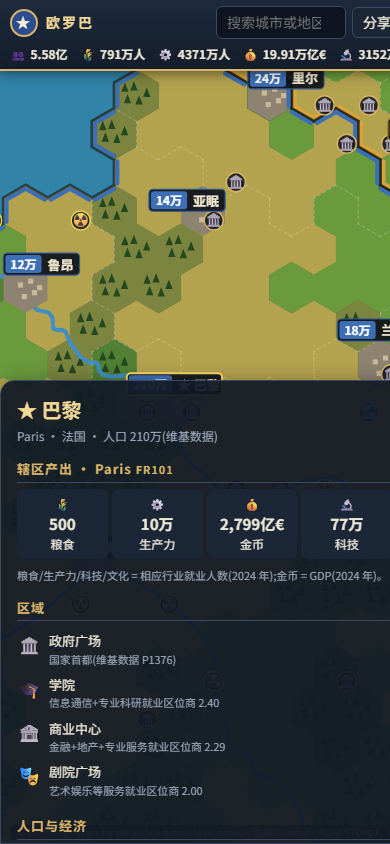 欧罗巴
搜索城市或地区
分享
5.58亿 791万人 4371万人 19.91万亿€ 3152万
24万 里尔
14万 亚眠
12万 鲁昂
18万 兰
★ 巴黎
Paris • 法国 • 人口 210万(维基数据)
辖区产出 • Paris FR101
500 10万 2,799亿€ 77万
粮食 生产力 金币 科技
粮食/生产力/科技/文化 = 相应行业就业人数(2024 年);金币 = GDP(2024 年)。
区域
政府广场
国家首都(维基数据 P1376)
学院
信息通信+专业科研就业区位商 2.40
商业中心
金融+地产+专业服务就业区位商 2.29
剧院广场
艺术娱乐等服务就业区位商 2.00
人口与经济